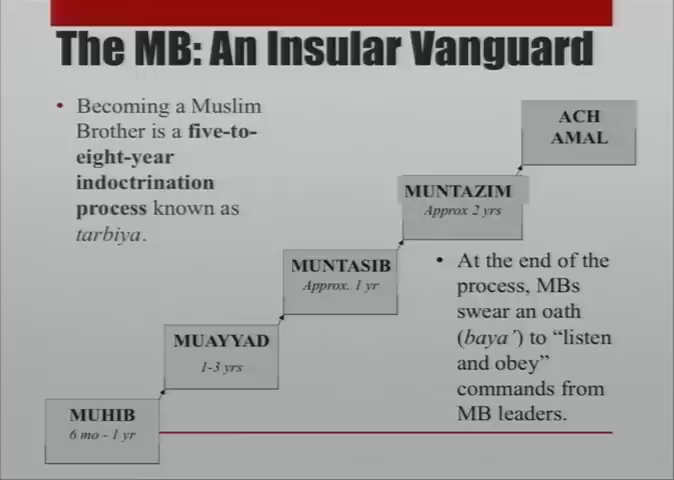 The MB: An Insular Vanguard
• Becoming a Muslim
Brother is a five-to-
eight-year
indoctrination
process known as
tarbiya.
ACH
AMAL
MUNTAZIM
Approx 2 yrs
MUNTASIB
Approx. 1 yr
MUAYYAD
1-3 yrs
MUHIB
6 mo - 1 yr
• At the end of the
process, MBs
swear an oath
(baya’) to “listen
and obey”
commands from
MB leaders.